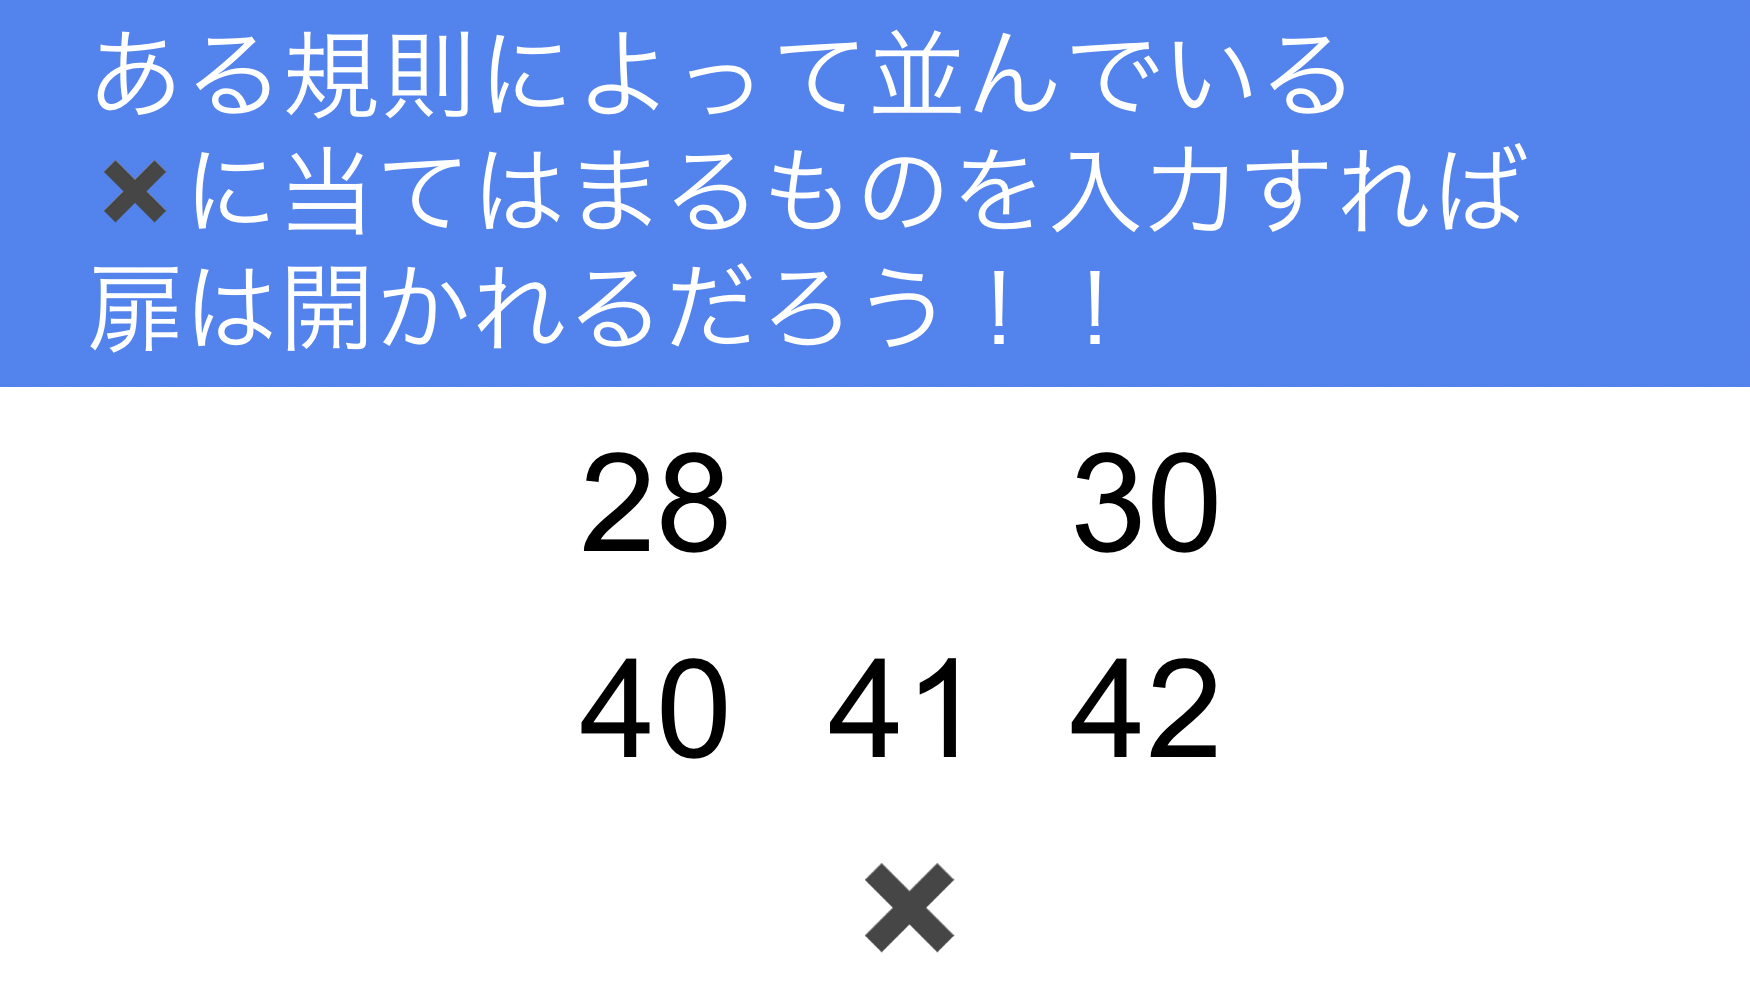 ある規則によって並んでいる
✖に当てはまるものを入力すれば
扉は開かれるだろう！！
28 30
40 41 42
✖